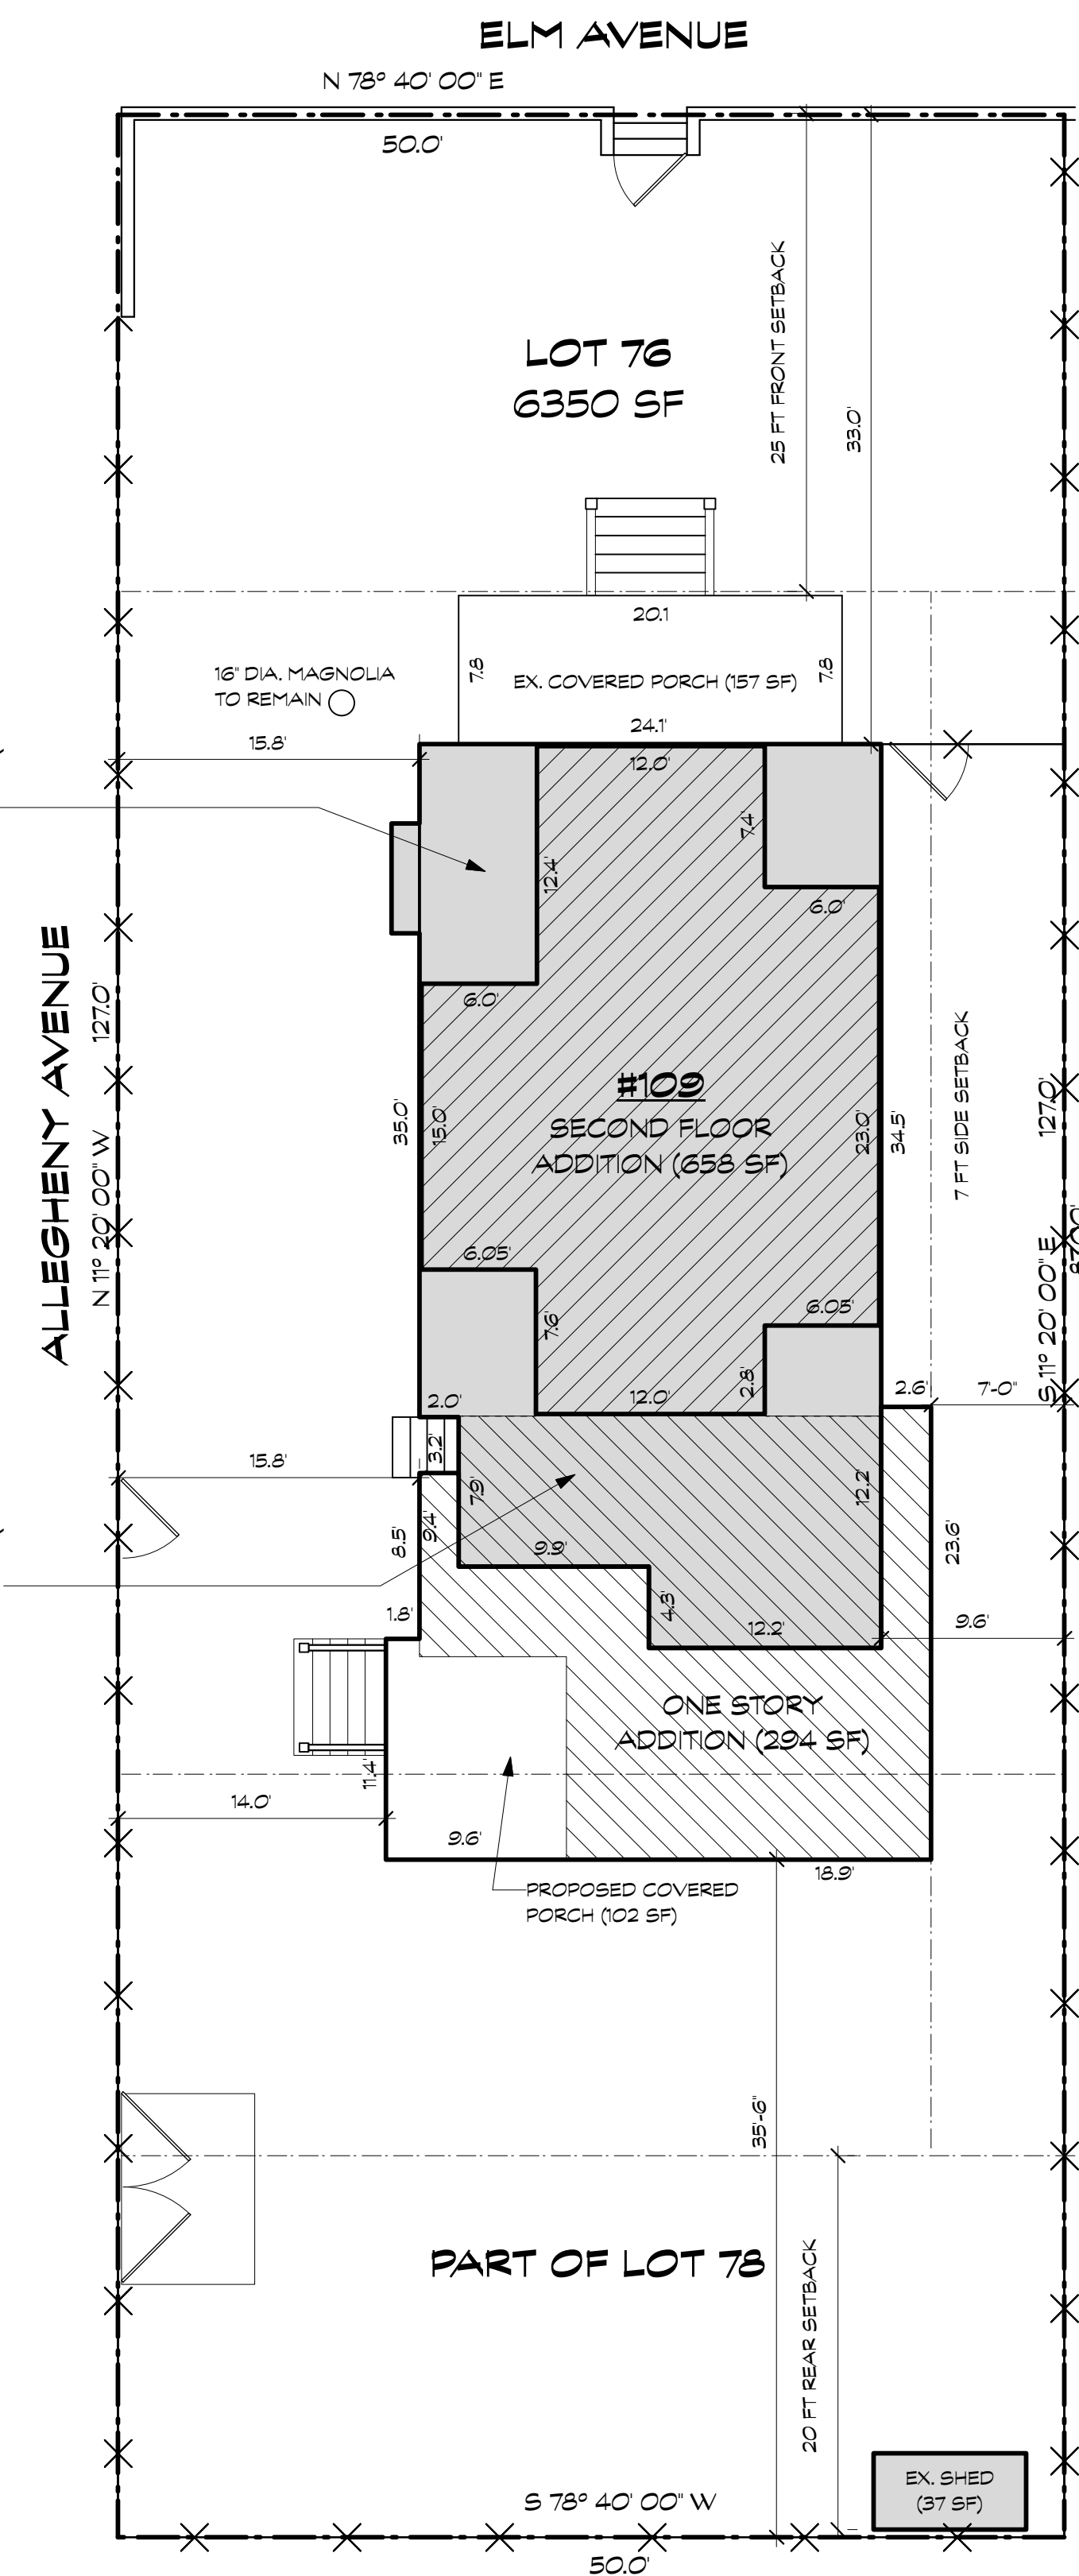 ELM AVENUE
N 78° 40' 00" E
50.0'
25 FT FRONT SETBACK
33.0'
LOT 76
6350 SF
20.1
7.8
7.8
EX. COVERED PORCH (157 SF)
16" DIA. MAGNOLIA
TO REMAIN
24.1'
15.8'
12.0'
7.4'
12.4'
6.0'
6.0'
ALLEGHENY AVENUE
N 11° 20' 00" W
127.0'
35.0'
15.0'
#109
SECOND FLOOR
ADDITION (658 SF)
23.0'
34.5'
7 FT SIDE SETBACK
S 11° 20' 00" E
127.0'
6.05'
7.6'
6.05'
2.8'
12.0'
2.0'
2.6'
7'-0"
3.2'
15.8'
7.9'
12.2'
8.5'
9.4'
9.9'
23.6'
1.8'
4.3'
12.2'
9.6'
ONE STORY
ADDITION (294 SF)
11.4'
14.0'
9.6'
18.9'
PROPOSED COVERED
PORCH (102 SF)
35'-6"
PART OF LOT 78
20 FT REAR SETBACK
EX. SHED
(37 SF)
S 78° 40' 00" W
50.0'